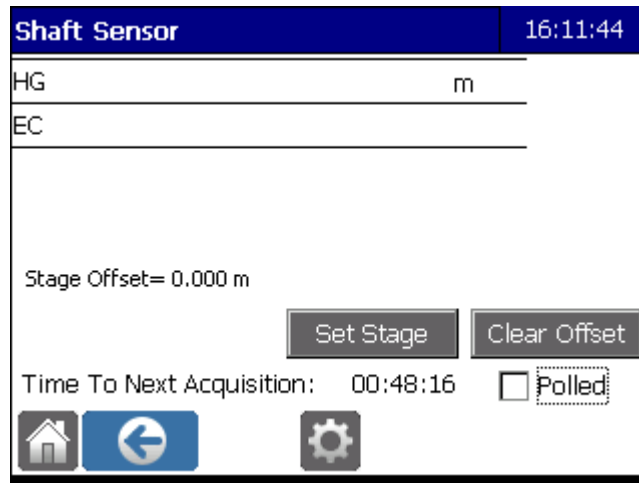 Shaft Sensor 16:11:44
HG m
EC
Stage Offset= 0.000 m
Set Stage Clear Offset
Time To Next Acquisition: 00:48:16 Polled